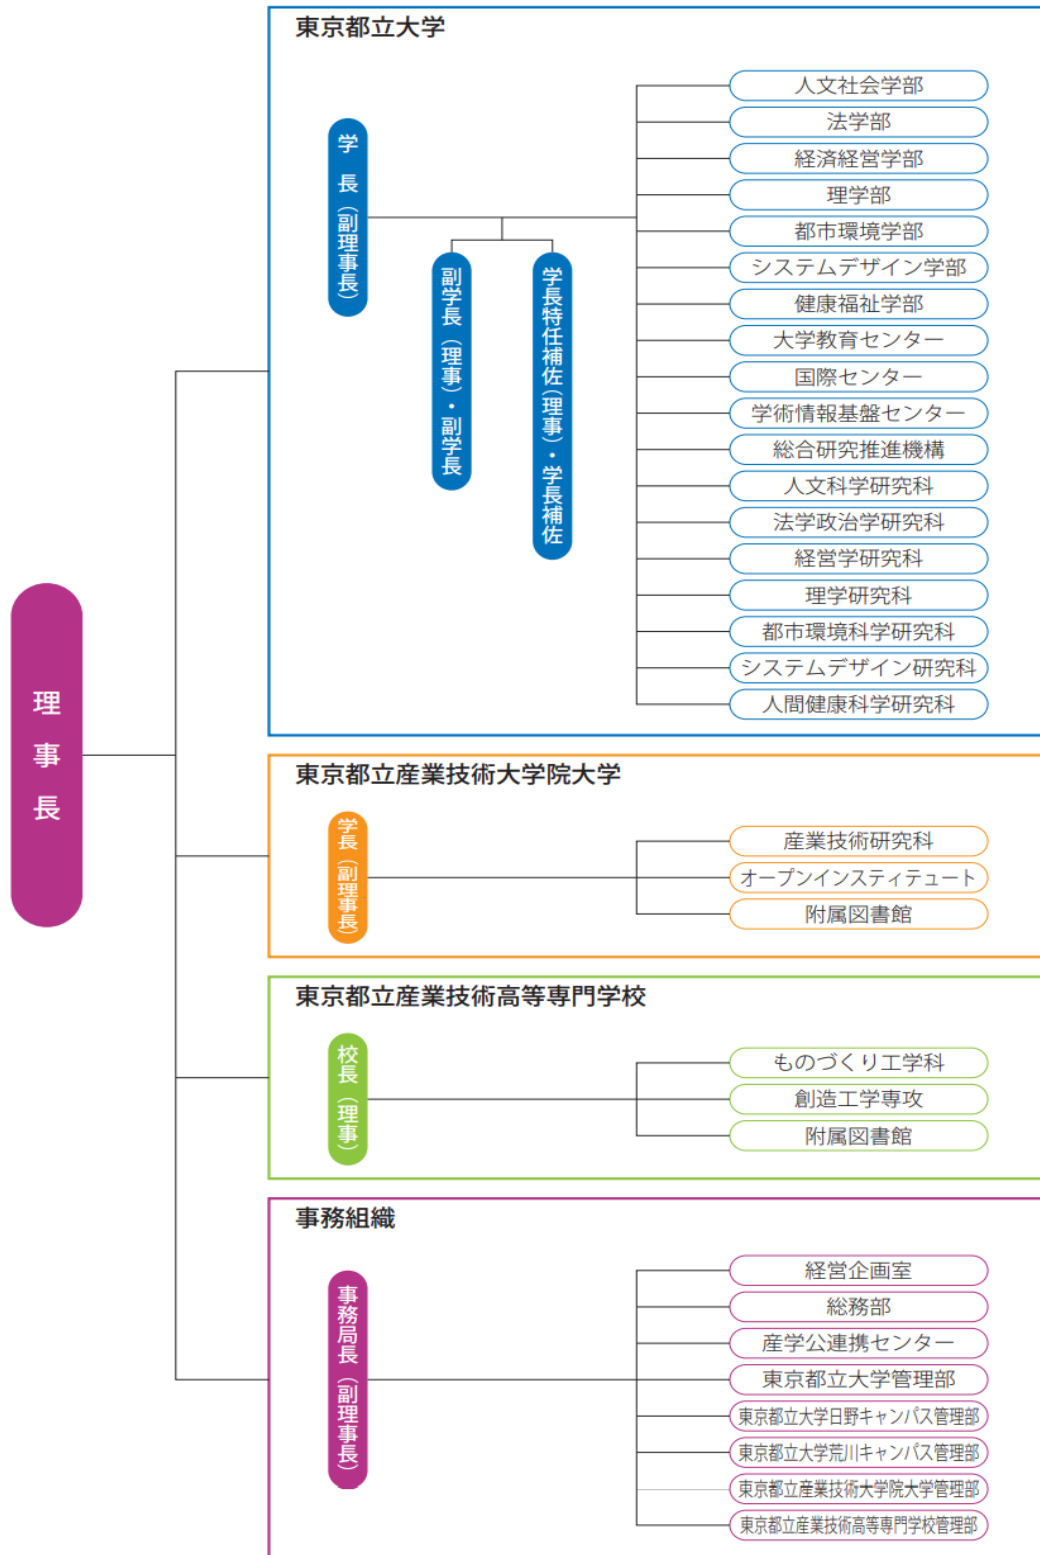 理事長
東京都立大学
学長（副理事長）
副学長（理事）・副学長
学長特任補佐（理事）・学長補佐
人文社会学部
法学部
経済経営学部
理学部
都市環境学部
システムデザイン学部
健康福祉学部
大学教育センター
国際センター
学術情報基盤センター
総合研究推進機構
人文科学研究科
法学政治学研究科
経営学研究科
理学研究科
都市環境科学研究科
システムデザイン研究科
人間健康科学研究科
東京都立産業技術大学院大学
学長（副理事長）
産業技術研究科
オープンインスティテュート
附属図書館
東京都立産業技術高等専門学校
校長（理事）
ものづくり工学科
創造工学専攻
附属図書館
事務組織
事務局長（副理事長）
経営企画室
総務部
産学公連携センター
東京都立大学管理部
東京都立大学日野キャンパス管理部
東京都立大学荒川キャンパス管理部
東京都立産業技術大学院大学管理部
東京都立産業技術高等専門学校管理部